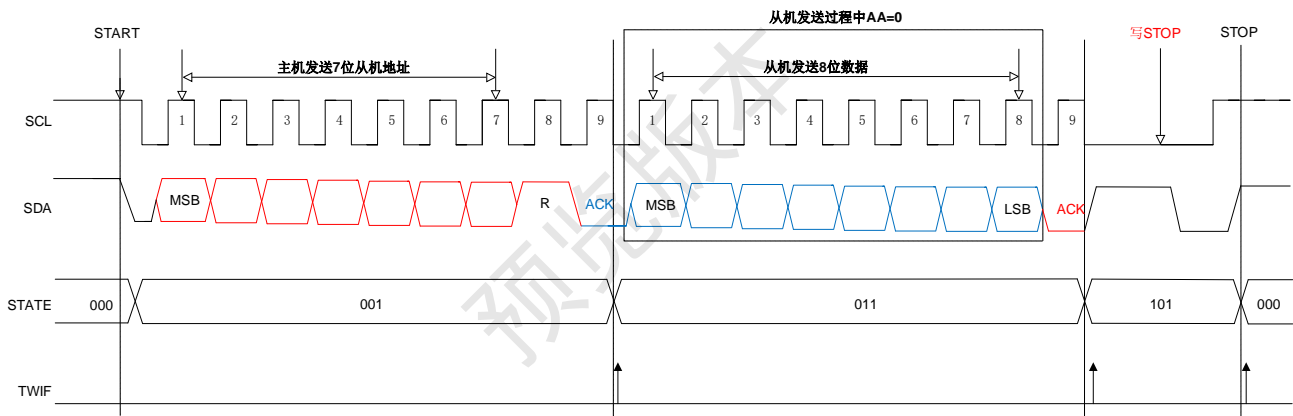 从机发送过程中AA=0
START
写STOP
STOP
主机发送7位从机地址
从机发送8位数据
SCL
1 2 3 4 5 6 7 8 9 1 2 3 4 5 6 7 8 9
SDA
MSB R ACK MSB LSB ACK
STATE
000 001 011 101 000
TWIF
预览版本